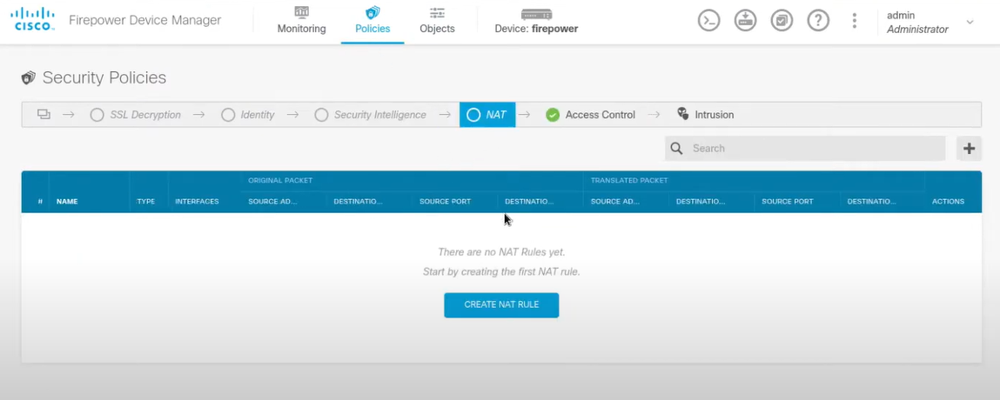 CISCO
Firepower Device Manager
Monitoring
Policies
Objects
Device: firepower
admin
Administrator
Security Policies
SSL Decryption
Identity
Security Intelligence
NAT
Access Control
Intrusion
Search
ORIGINAL PACKET
TRANSLATED PACKET
# NAME TYPE INTERFACES SOURCE AD... DESTINATIO... SOURCE PORT DESTINATIO... SOURCE AD... DESTINATIO... SOURCE PORT DESTINATIO... ACTIONS
There are no NAT Rules yet.
Start by creating the first NAT rule.
CREATE NAT RULE